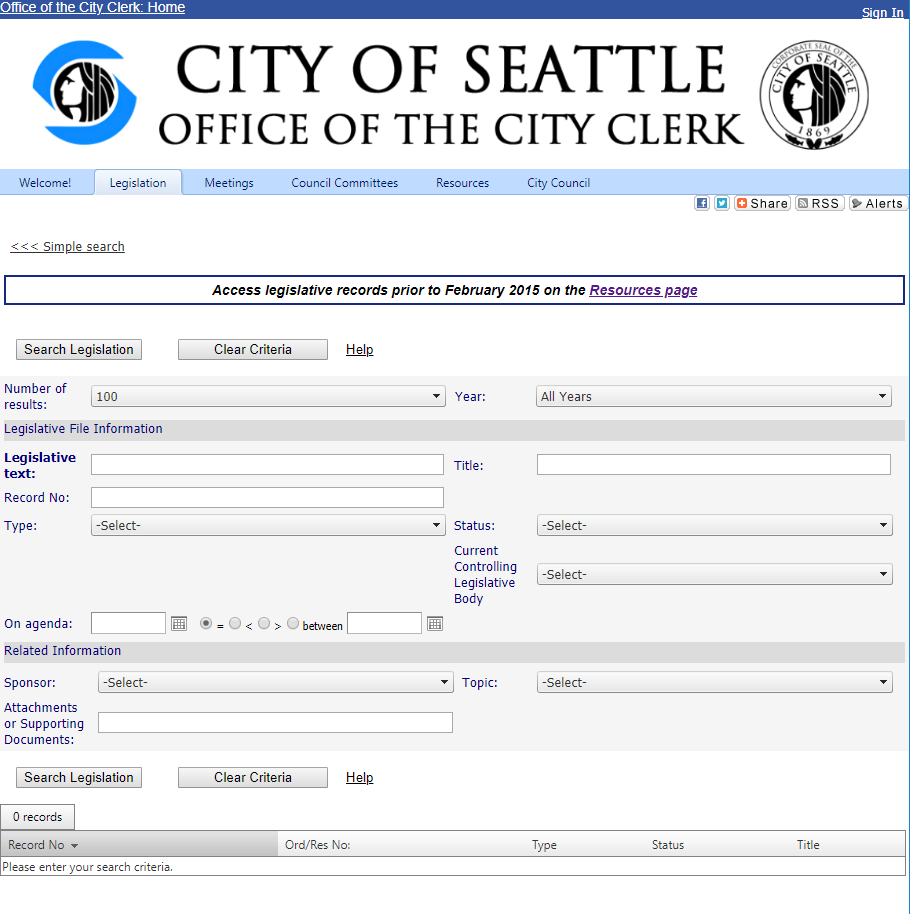 Office of the City Clerk: Home
Sign In
CITY OF SEATTLE
OFFICE OF THE CITY CLERK
CORPORATE SEAL OF THE
CITY OF SEATTLE
1869
Welcome!
Legislation
Meetings
Council Committees
Resources
City Council
Share
RSS
Alerts
<<< Simple search
Access legislative records prior to February 2015 on the Resources page
Search Legislation
Clear Criteria
Help
Number of
results:
100
Year:
All Years
Legislative File Information
Legislative
text:
Title:
Record No:
Type:
-Select-
Status:
-Select-
Current
Controlling
Legislative
Body
-Select-
On agenda:
= < > between
Related Information
Sponsor:
-Select-
Topic:
-Select-
Attachments
or Supporting
Documents:
Search Legislation
Clear Criteria
Help
0 records
Record No
Ord/Res No:
Type
Status
Title
Please enter your search criteria.